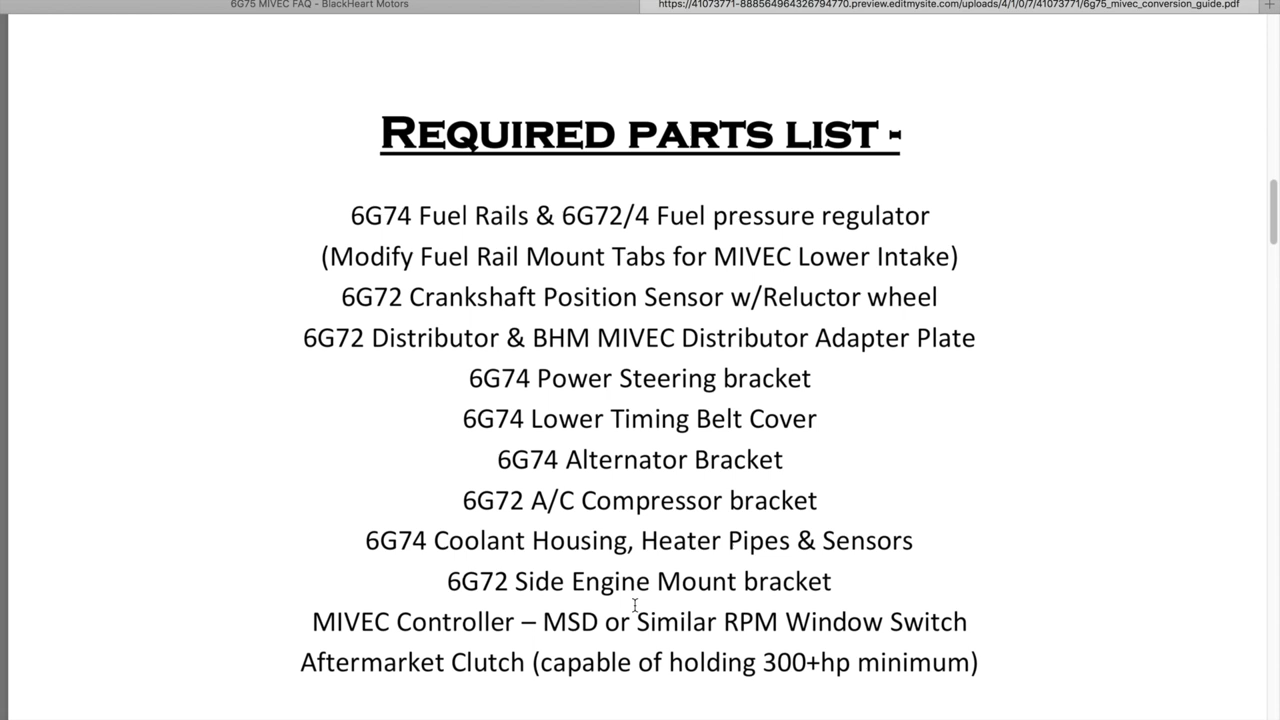 6G75 MIVEC FAQ - BlackHeart Motors
https://41073771-888564964326794770.preview.editmysite.com/uploads/4/1/0/7/41073771/6g75_mivec_conversion_guide.pdf
REQUIRED PARTS LIST -
6G74 Fuel Rails & 6G72/4 Fuel pressure regulator
(Modify Fuel Rail Mount Tabs for MIVEC Lower Intake)
6G72 Crankshaft Position Sensor w/Reluctor wheel
6G72 Distributor & BHM MIVEC Distributor Adapter Plate
6G74 Power Steering bracket
6G74 Lower Timing Belt Cover
6G74 Alternator Bracket
6G72 A/C Compressor bracket
6G74 Coolant Housing, Heater Pipes & Sensors
6G72 Side Engine Mount bracket
MIVEC Controller – MSD or Similar RPM Window Switch
Aftermarket Clutch (capable of holding 300+hp minimum)